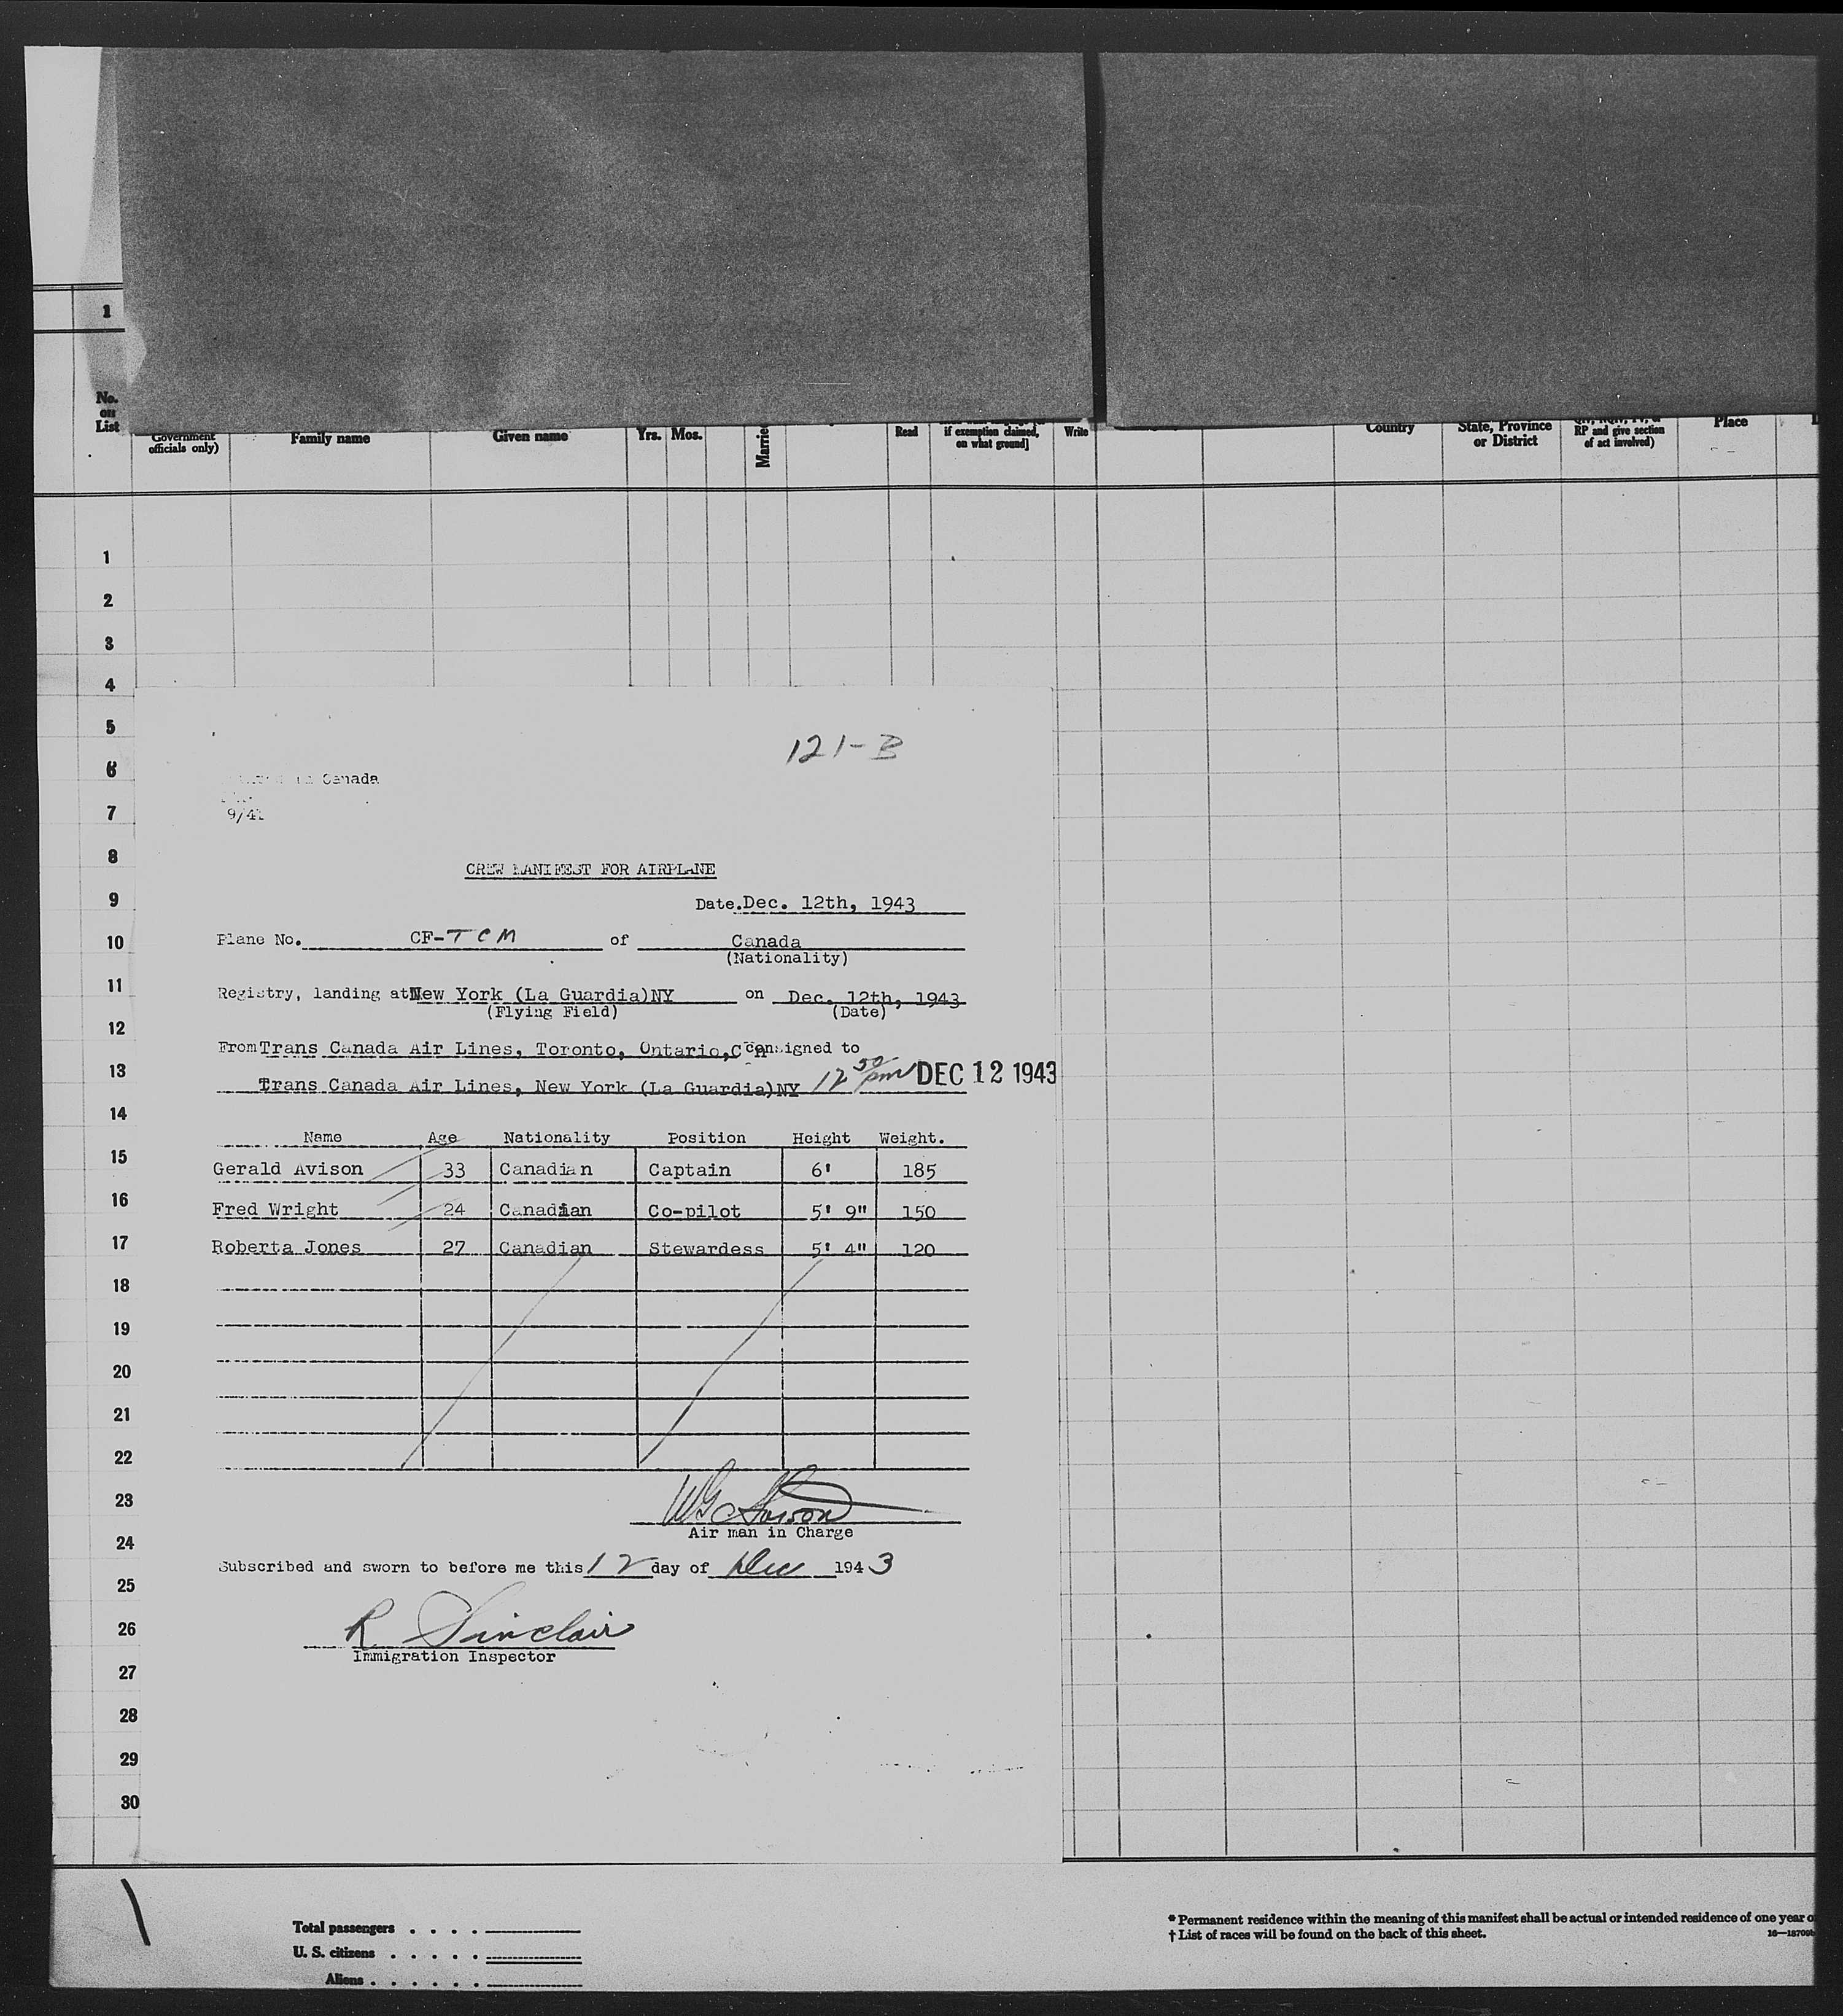 1
No.
on
List
Government
officials only)
Family name
Given name
Yrs. Mos.
Married
Read
if exemption claimed,
on what ground]
Write
Country
State, Province
or District
RP and give section
of act involved)
Place
1
2
3
4
5
6
7
8
9
10
11
12
13
14
15
16
17
18
19
20
21
22
23
24
25
26
27
28
29
30
121-B
Canada
CREW MANIFEST FOR AIRPLANE
Date. Dec. 12th, 1943
Plane No. CF-TCM of Canada
(Nationality)
Registry, landing at New York (La Guardia)NY on Dec. 12th, 1943
(Flying Field) (Date)
From Trans Canada Air Lines, Toronto, Ontario, consigned to
Trans Canada Air Lines, New York (La Guardia)NY 12 50 pm DEC 12 1943
Name Age Nationality Position Height Weight.
Gerald Avison 33 Canadian Captain 6' 185
Fred Wright 24 Canadian Co-pilot 5' 9" 150
Roberta Jones 27 Canadian Stewardess 5' 4" 120
Air man in Charge
Subscribed and sworn to before me this 12 day of Dec 1943
R Sinclair
Immigration Inspector
Total passengers . . . .
U. S. citizens . . . . .
Aliens . . . . . .
* Permanent residence within the meaning of this manifest shall be actual or intended residence of one year
† List of races will be found on the back of this sheet.